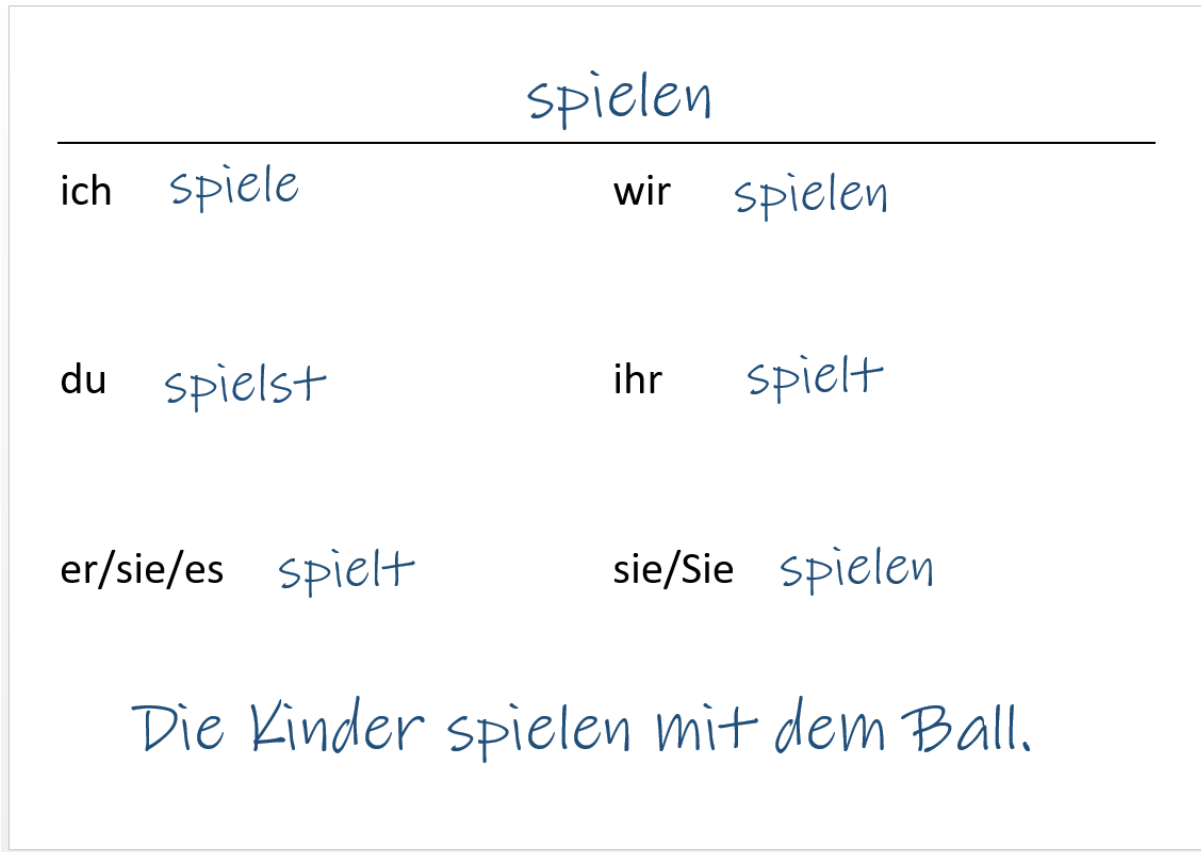 spielen
ich spiele wir spielen
du spielst ihr spielt
er/sie/es spielt sie/Sie spielen
Die Kinder spielen mit dem Ball.